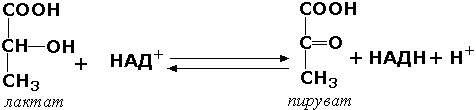 COOH
CH—OH
CH3
лактат
+ НАД+
COOH
C=O
CH3
пируват
+ НАДН + Н+